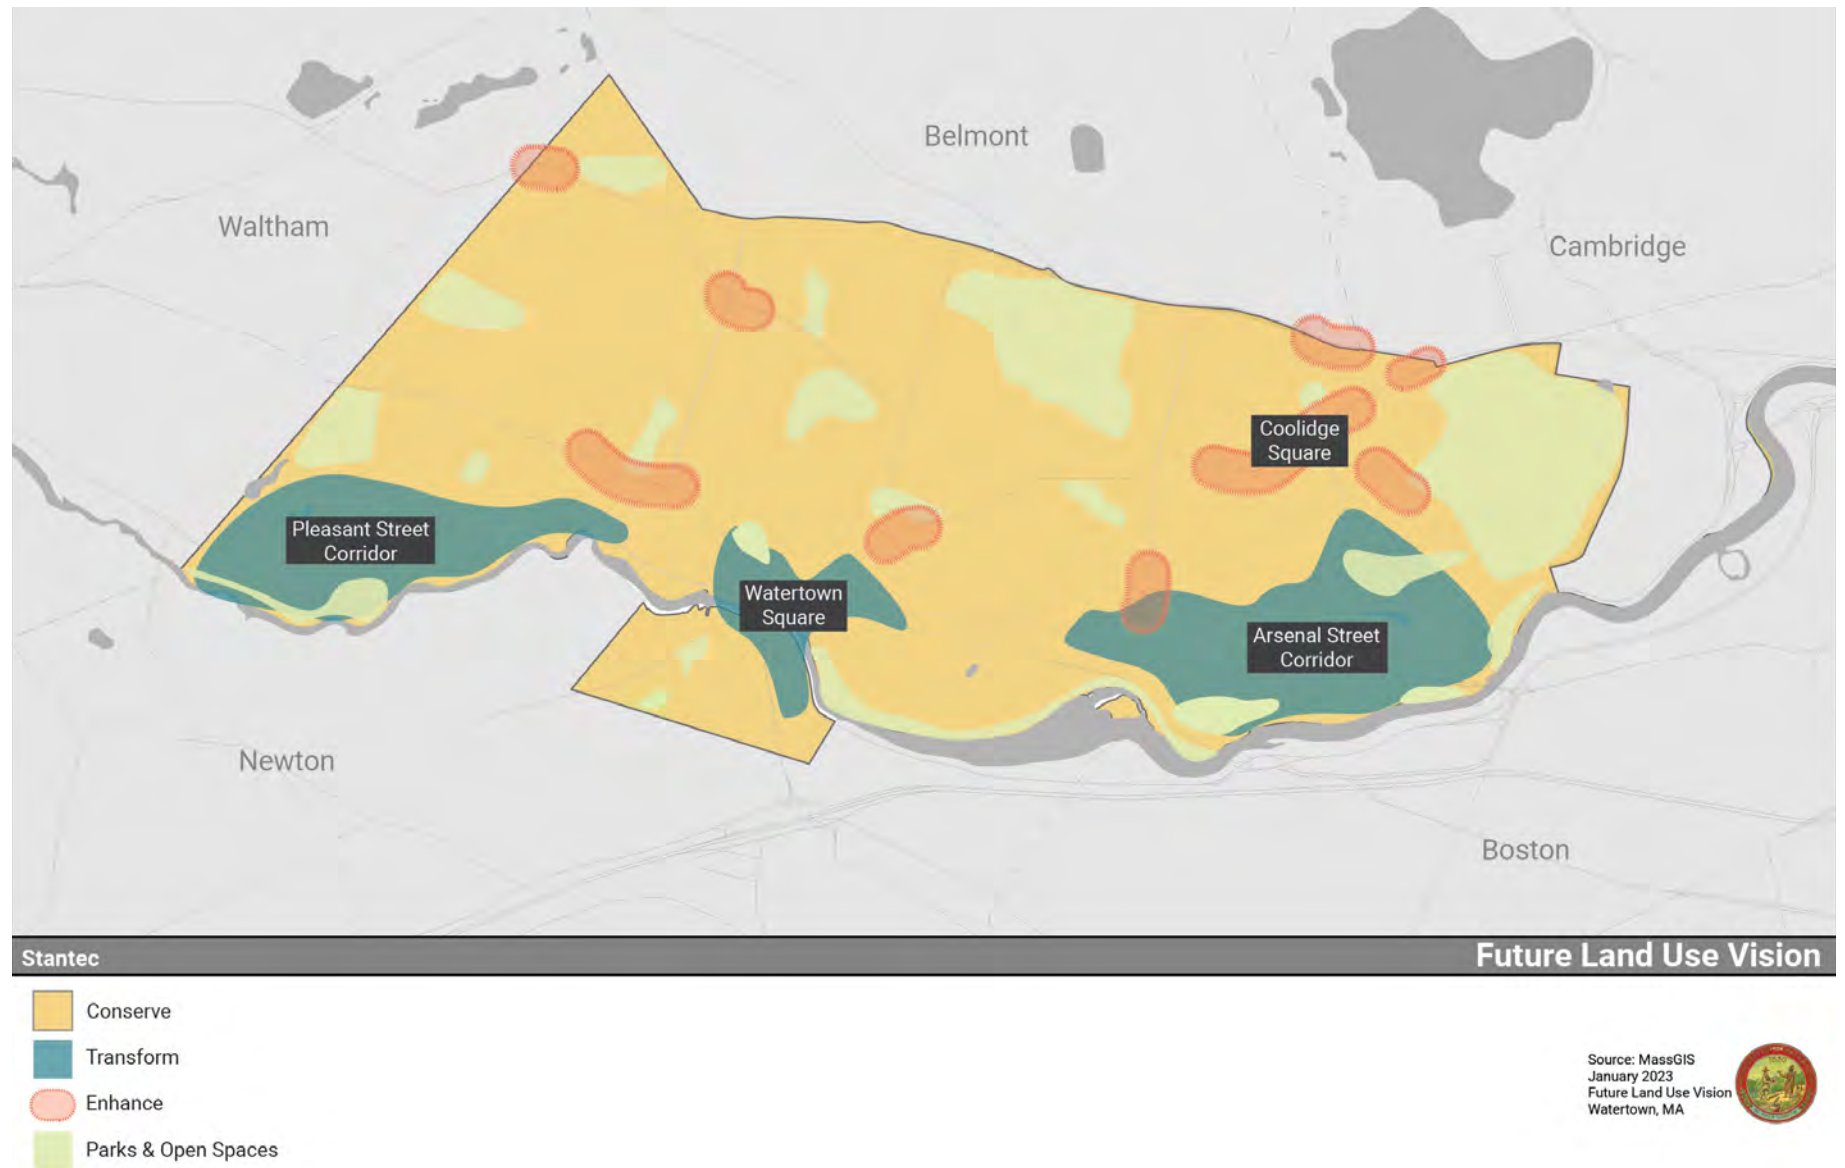 Belmont
Waltham
Cambridge
Coolidge
Square
Pleasant Street
Corridor
Watertown
Square
Arsenal Street
Corridor
Newton
Boston
Stantec
Future Land Use Vision
Conserve
Transform
Enhance
Parks & Open Spaces
Source: MassGIS
January 2023
Future Land Use Vision
Watertown, MA